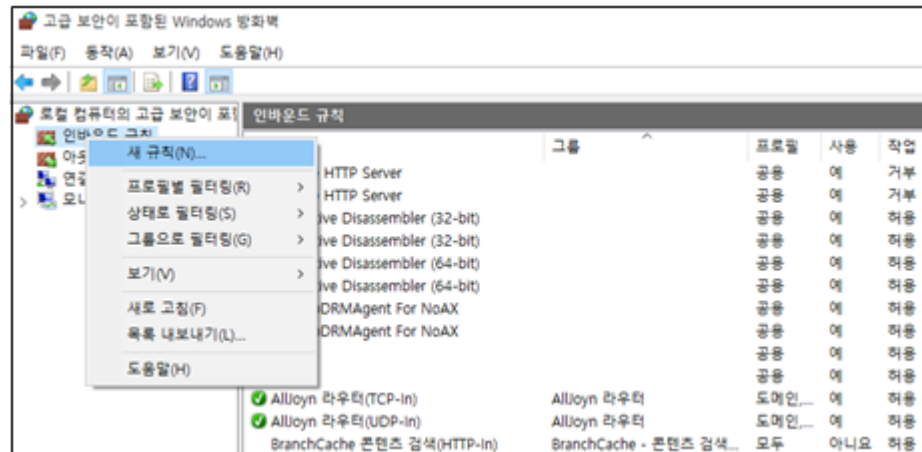 고급 보안이 포함된 Windows 방화벽
파일(F) 동작(A) 보기(V) 도움말(H)
로컬 컴퓨터의 고급 보안이 포함
인바운드 규칙
인바운드 규칙
아웃
연결
모니
새 규칙(N)...
프로필별 필터링(R)
상태로 필터링(S)
그룹으로 필터링(G)
보기(V)
새로 고침(F)
목록 내보내기(L)...
도움말(H)
그룹 프로필 사용 작업
HTTP Server 공용 예 거부
HTTP Server 공용 예 거부
ive Disassembler (32-bit) 공용 예 허용
ive Disassembler (32-bit) 공용 예 허용
ive Disassembler (64-bit) 공용 예 허용
ive Disassembler (64-bit) 공용 예 허용
DRMAgent For NoAX 공용 예 허용
DRMAgent For NoAX 공용 예 허용
공용 예 허용
공용 예 허용
AllJoyn 라우터(TCP-In) AllJoyn 라우터 도메인,... 예 허용
AllJoyn 라우터(UDP-In) AllJoyn 라우터 도메인,... 예 허용
BranchCache 콘텐츠 검색(HTTP-In) BranchCache - 콘텐츠 검색... 모두 아니요 허용